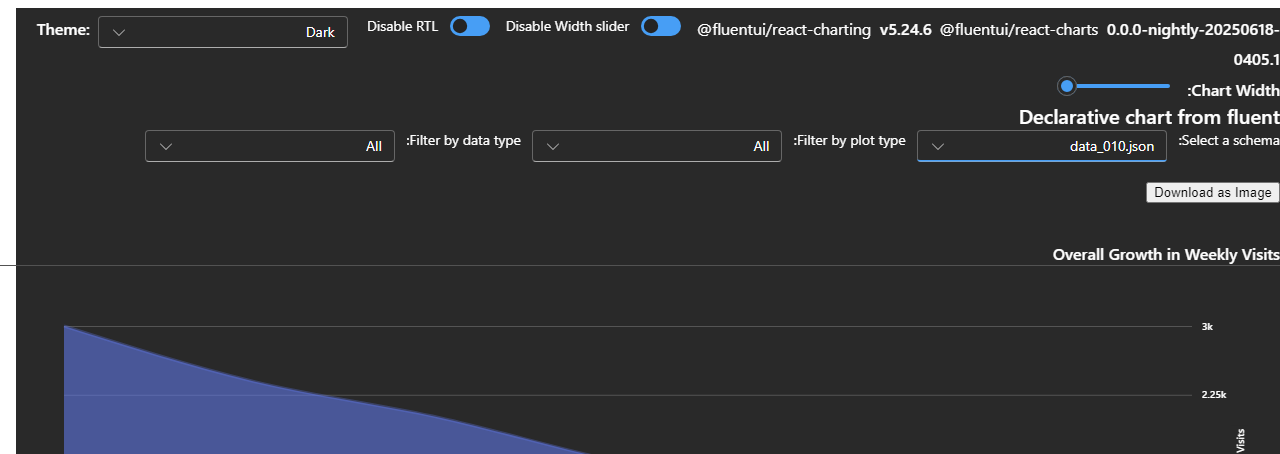 Theme: Dark Disable RTL Disable Width slider @fluentui/react-charting v5.24.6 @fluentui/react-charts 0.0.0-nightly-20250618-
0405.1
:Chart Width
Declarative chart from fluent
:Select a schema data_010.json :Filter by plot type All :Filter by data type All
Download as Image
Overall Growth in Weekly Visits
3k
2.25k
Visits